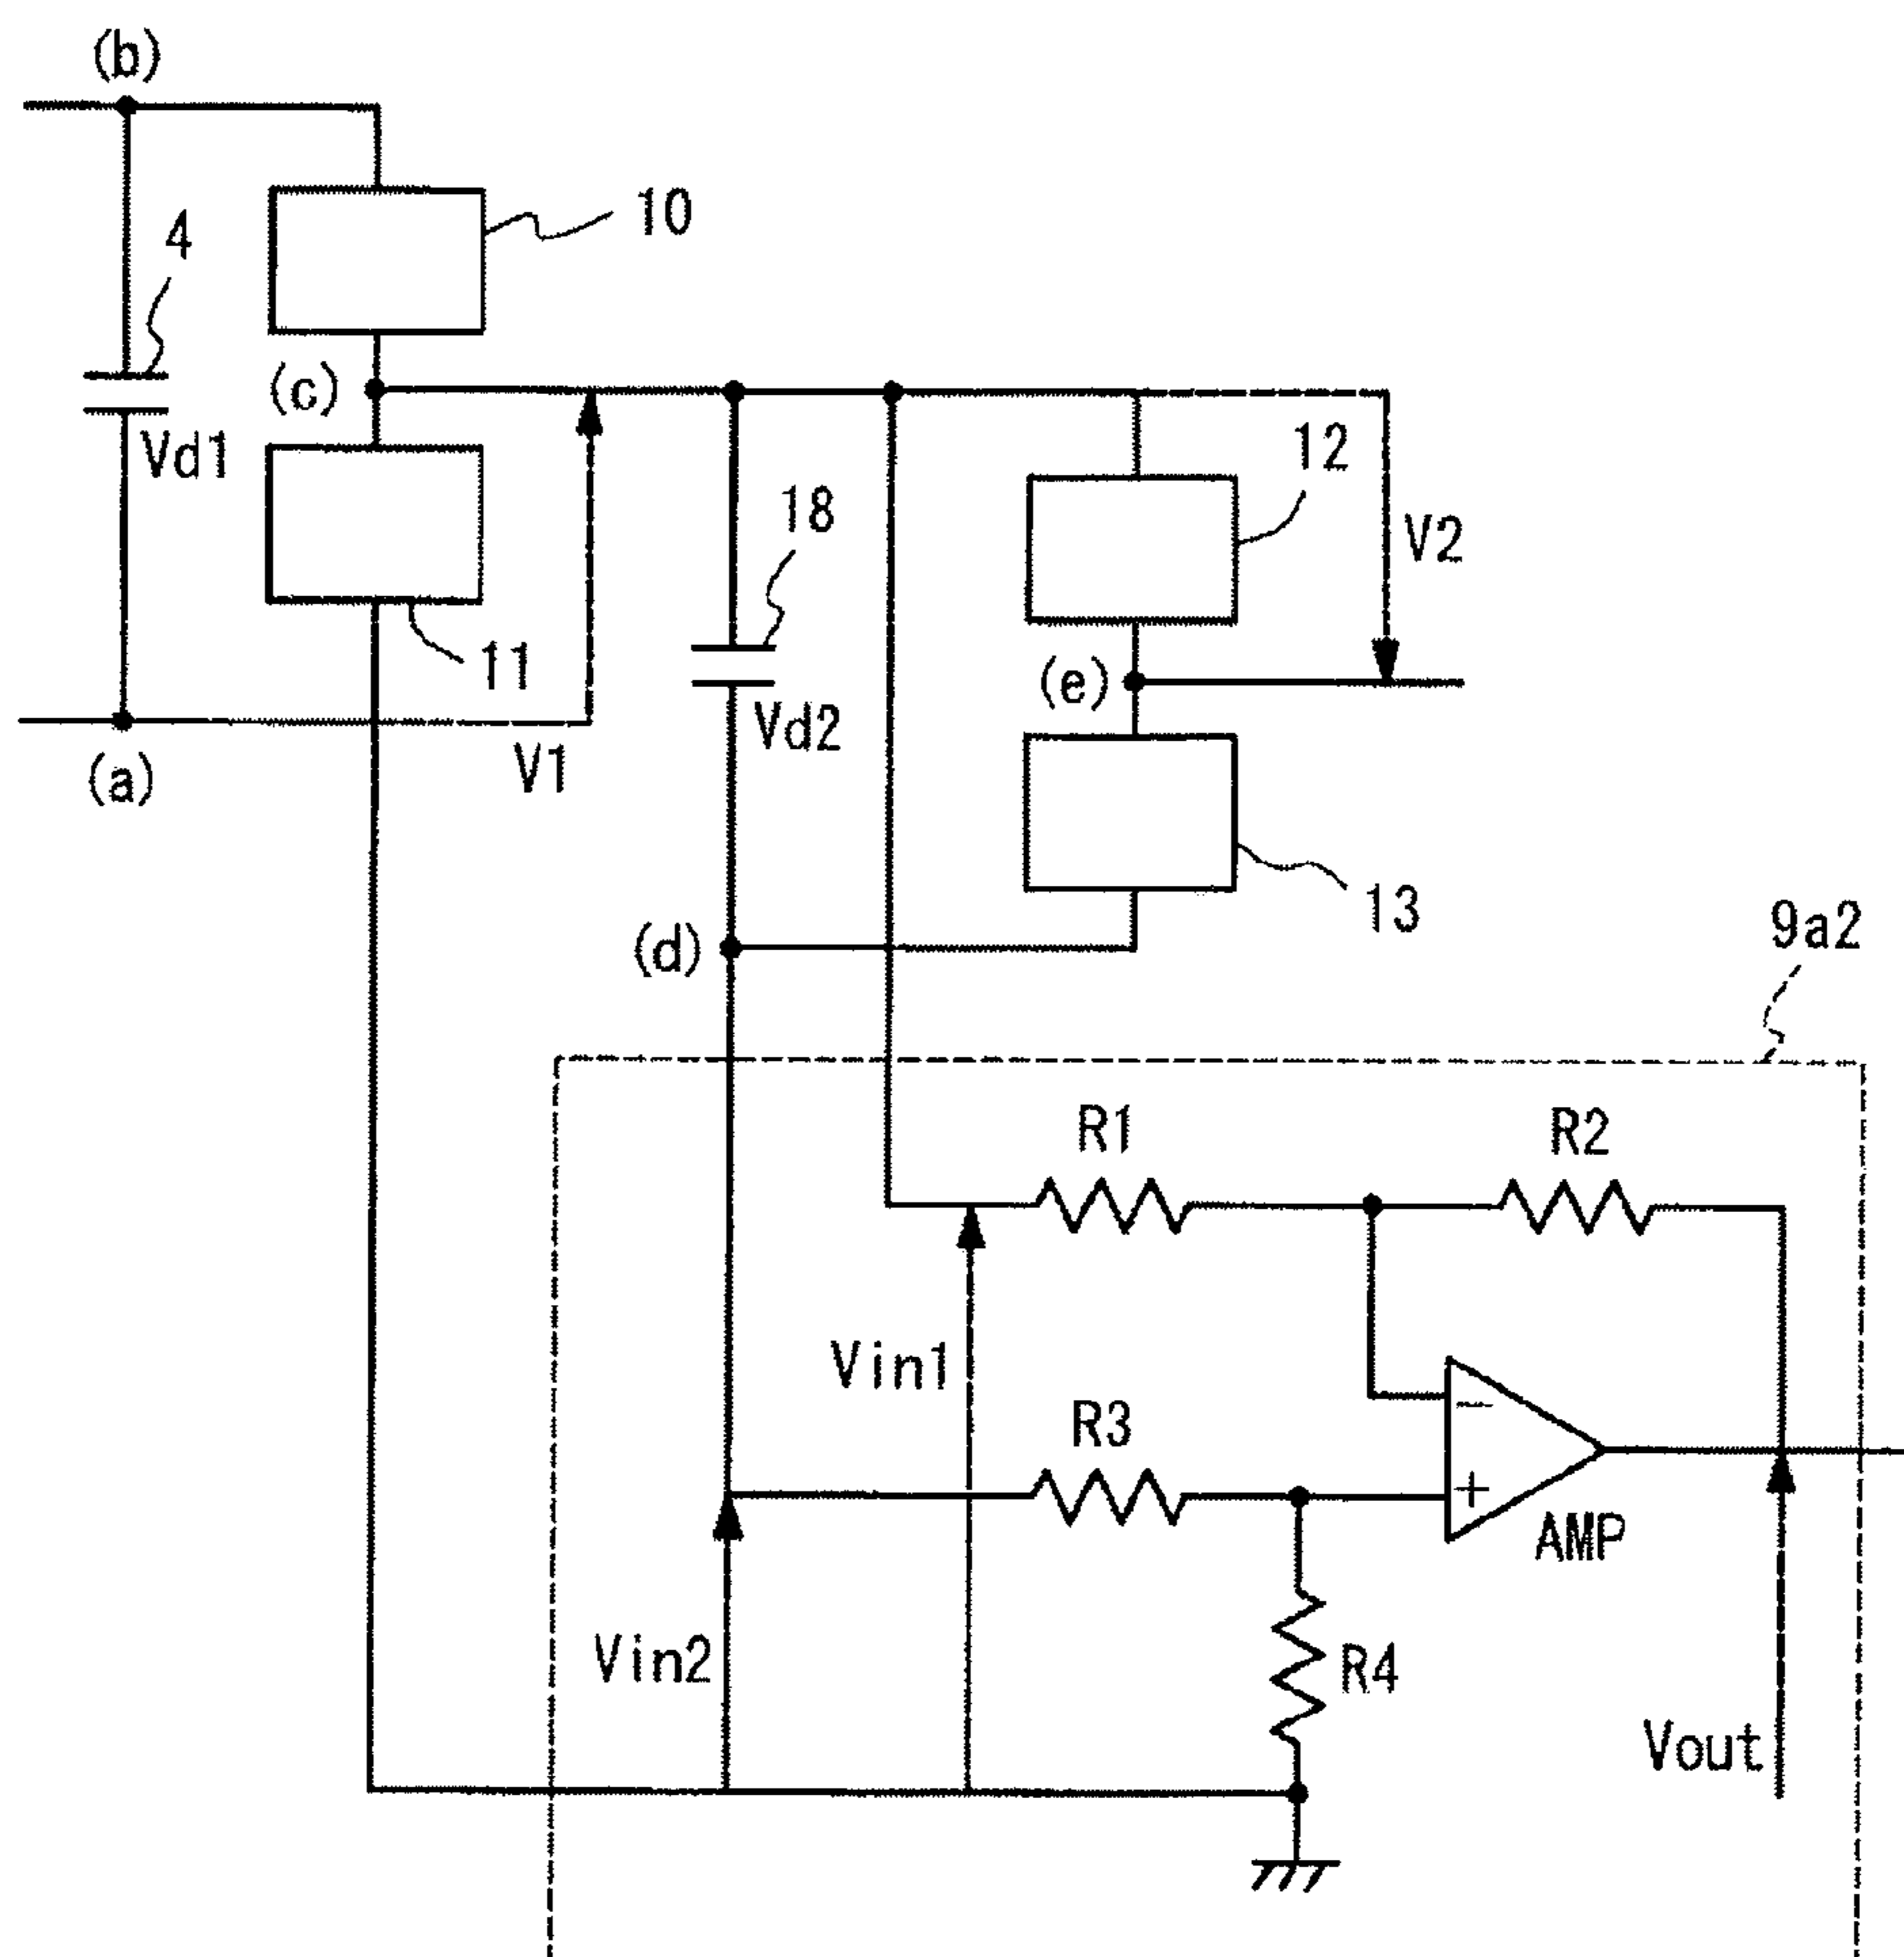 (b)
10
4
(c)
Vd1
12
18
V2
11
(e)
Vd2
V1
(a)
13
9a2
(d)
R1
R2
Vin1
R3
−
+
AMP
Vin2
R4
Vout